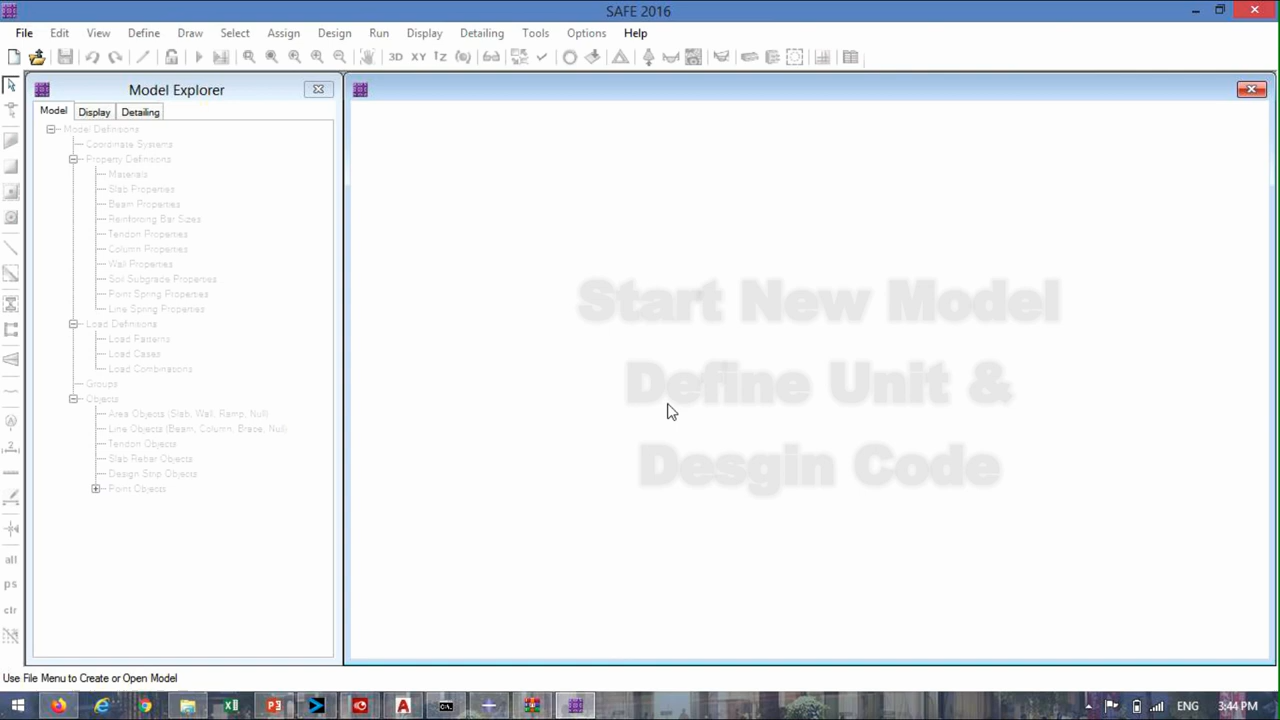 SAFE 2016
File Edit View Define Draw Select Assign Design Run Display Detailing Tools Options Help
3D XY
Model Explorer
Model Display Detailing
Model Definitions
Coordinate Systems
Property Definitions
Materials
Slab Properties
Beam Properties
Reinforcing Bar Sizes
Tendon Properties
Column Properties
Wall Properties
Soil Subgrade Properties
Point Spring Properties
Line Spring Properties
Load Definitions
Load Patterns
Load Cases
Load Combinations
Groups
Objects
Area Objects (Slab, Wall, Ramp, Null)
Line Objects (Beam, Column, Brace, Null)
Tendon Objects
Slab Rebar Objects
Design Strip Objects
Point Objects
all
ps
clr
Start New Model
Define Unit &
Desgin Code
Use File Menu to Create or Open Model
ENG 3:44 PM